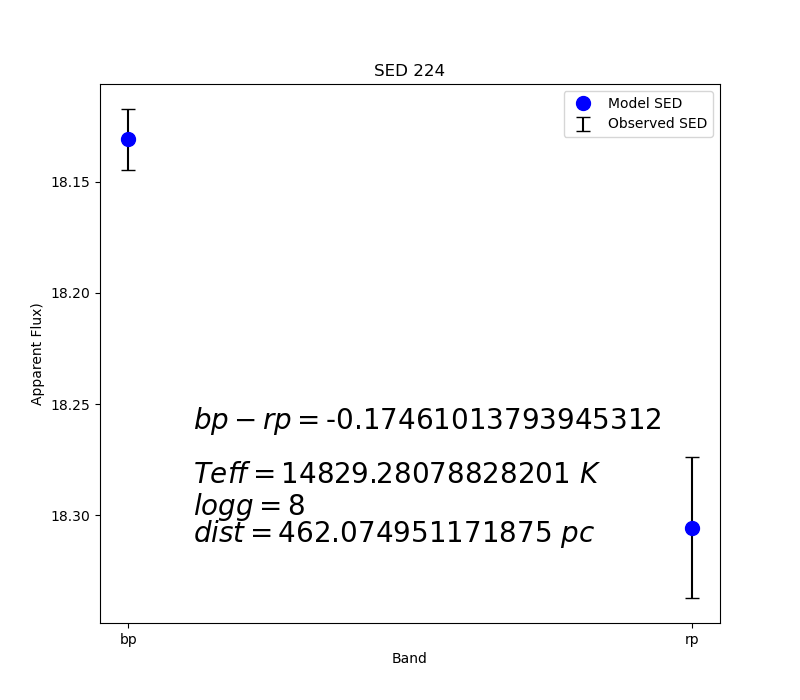 SED 224
Model SED
Observed SED
18.15
18.20
18.25
18.30
Apparent Flux)
bp − rp = -0.17461013793945312
Teff = 14829.28078828201 K
logg = 8
dist = 462.074951171875 pc
bp
rp
Band